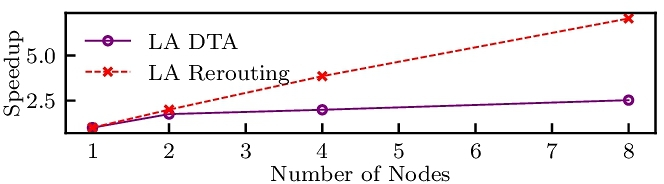 Speedup
5.0
2.5
LA DTA
LA Rerouting
1 2 3 4 5 6 7 8
Number of Nodes